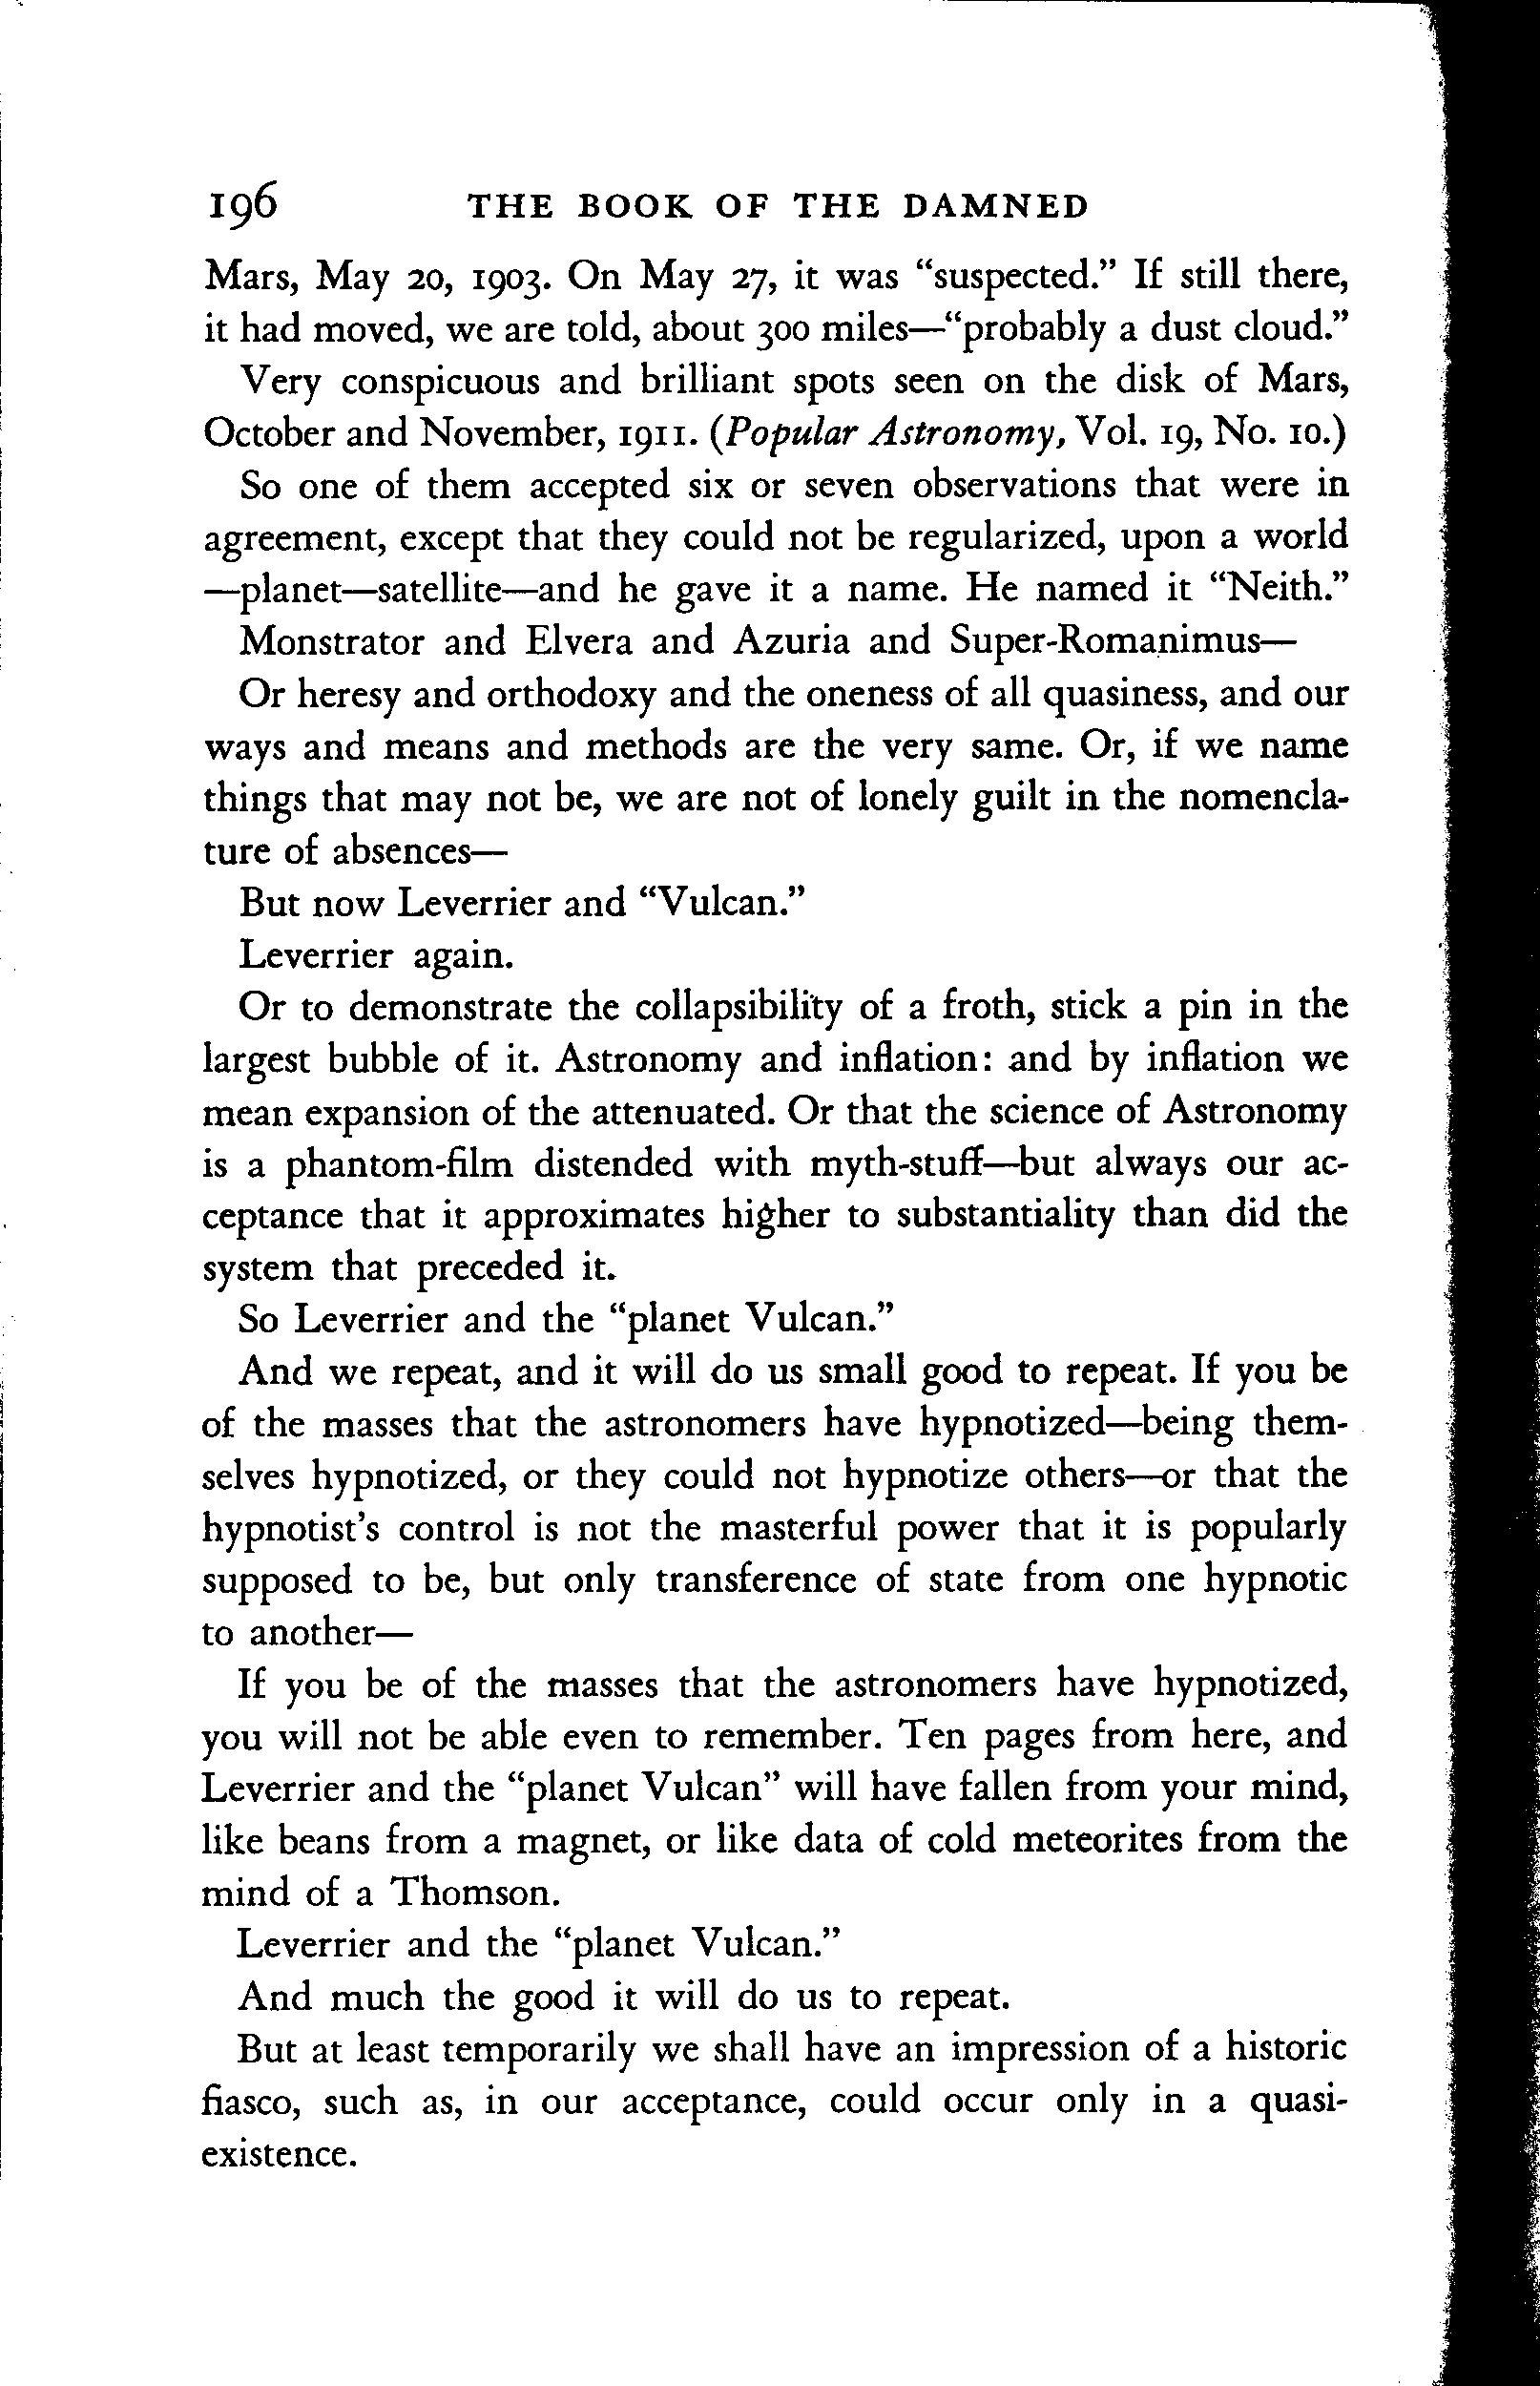 196 THE BOOK OF THE DAMNED
Mars, May 20, 1903. On May 27, it was “suspected.” If still there,
it had moved, we are told, about 300 miles—“probably a dust cloud.”
Very conspicuous and brilliant spots seen on the disk of Mars,
October and November, 1911. (Popular Astronomy, Vol. 19, No. 10.)
So one of them accepted six or seven observations that were in
agreement, except that they could not be regularized, upon a world
—planet—satellite—and he gave it a name. He named it “Neith.”
Monstrator and Elvera and Azuria and Super-Romanimus—
Or heresy and orthodoxy and the oneness of all quasiness, and our
ways and means and methods are the very same. Or, if we name
things that may not be, we are not of lonely guilt in the nomencla-
ture of absences—
But now Leverrier and “Vulcan.”
Leverrier again.
Or to demonstrate the collapsibility of a froth, stick a pin in the
largest bubble of it. Astronomy and inflation: and by inflation we
mean expansion of the attenuated. Or that the science of Astronomy
is a phantom-film distended with myth-stuff—but always our ac-
ceptance that it approximates higher to substantiality than did the
system that preceded it.
So Leverrier and the “planet Vulcan.”
And we repeat, and it will do us small good to repeat. If you be
of the masses that the astronomers have hypnotized—being them-
selves hypnotized, or they could not hypnotize others—or that the
hypnotist’s control is not the masterful power that it is popularly
supposed to be, but only transference of state from one hypnotic
to another—
If you be of the masses that the astronomers have hypnotized,
you will not be able even to remember. Ten pages from here, and
Leverrier and the “planet Vulcan” will have fallen from your mind,
like beans from a magnet, or like data of cold meteorites from the
mind of a Thomson.
Leverrier and the “planet Vulcan.”
And much the good it will do us to repeat.
But at least temporarily we shall have an impression of a historic
fiasco, such as, in our acceptance, could occur only in a quasi-
existence.